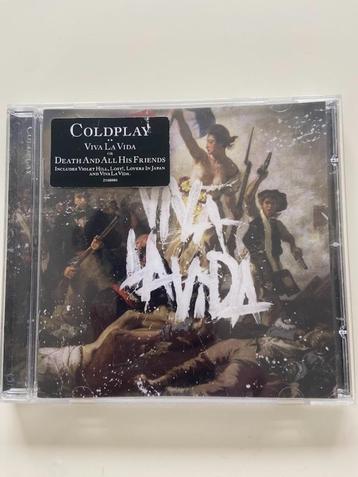 COLDPLAY
VIVA LA VIDA
OR
DEATH AND ALL HIS FRIENDS
INCLUDES VIOLET HILL, LOST!, LOVERS IN JAPAN
AND VIVA LA VIDA.
VIVA
LA VIDA
COLDPLAY